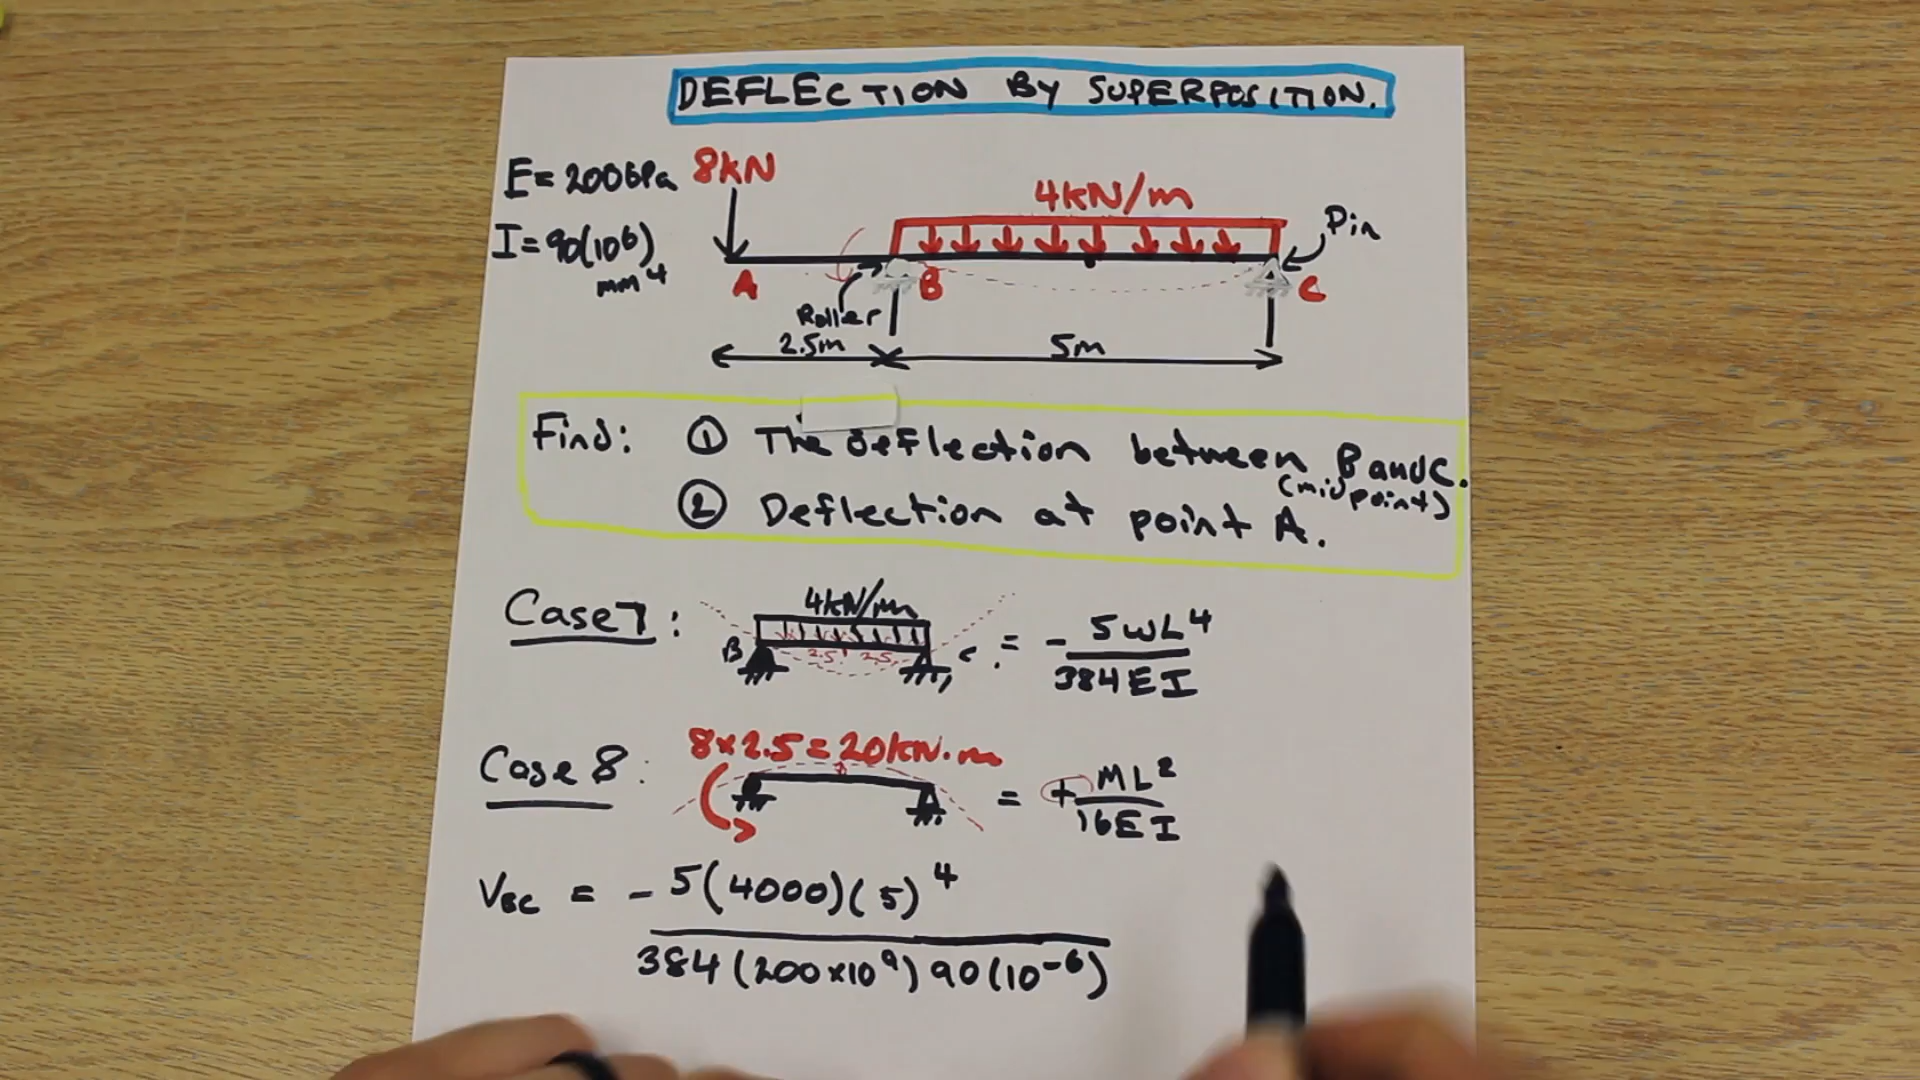 DEFLECTION BY SUPERPOSITION.
E = 200GPa
I = 90(10⁶) mm⁴
8kN
4kN/m
Pin
A
B
C
Roller
2.5m
5m
Find: ① The deflection between B and C.
(midpoint)
② Deflection at point A.
Case 7: 4kN/m = - 5wL⁴ / 384EI
B 2.5 2.5 C
Case 8: 8×2.5=20kN.m = + ML² / 16EI
VBC = - 5(4000)(5)⁴
384(200×10⁹)90(10⁻⁶)